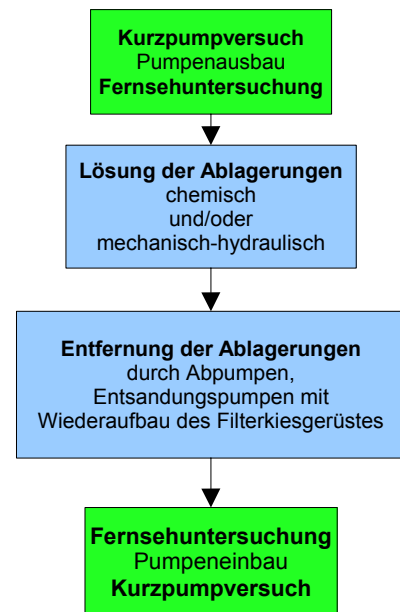 Kurzpumpversuch
Pumpenausbau
Fernsehuntersuchung
Lösung der Ablagerungen
chemisch
und/oder
mechanisch-hydraulisch
Entfernung der Ablagerungen
durch Abpumpen,
Entsandungspumpen mit
Wiederaufbau des Filterkiesgerüstes
Fernsehuntersuchung
Pumpeneinbau
Kurzpumpversuch